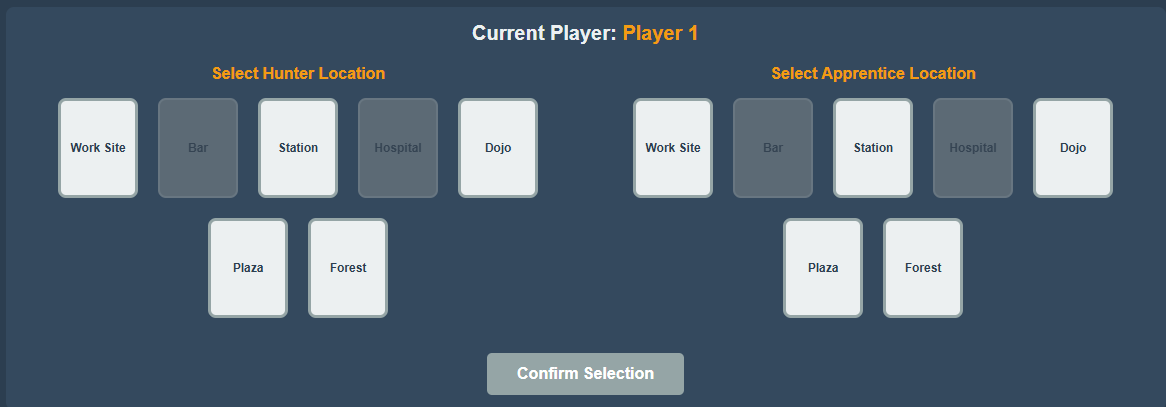 Current Player: Player 1
Select Hunter Location
Work Site
Bar
Station
Hospital
Dojo
Plaza
Forest
Select Apprentice Location
Work Site
Bar
Station
Hospital
Dojo
Plaza
Forest
Confirm Selection